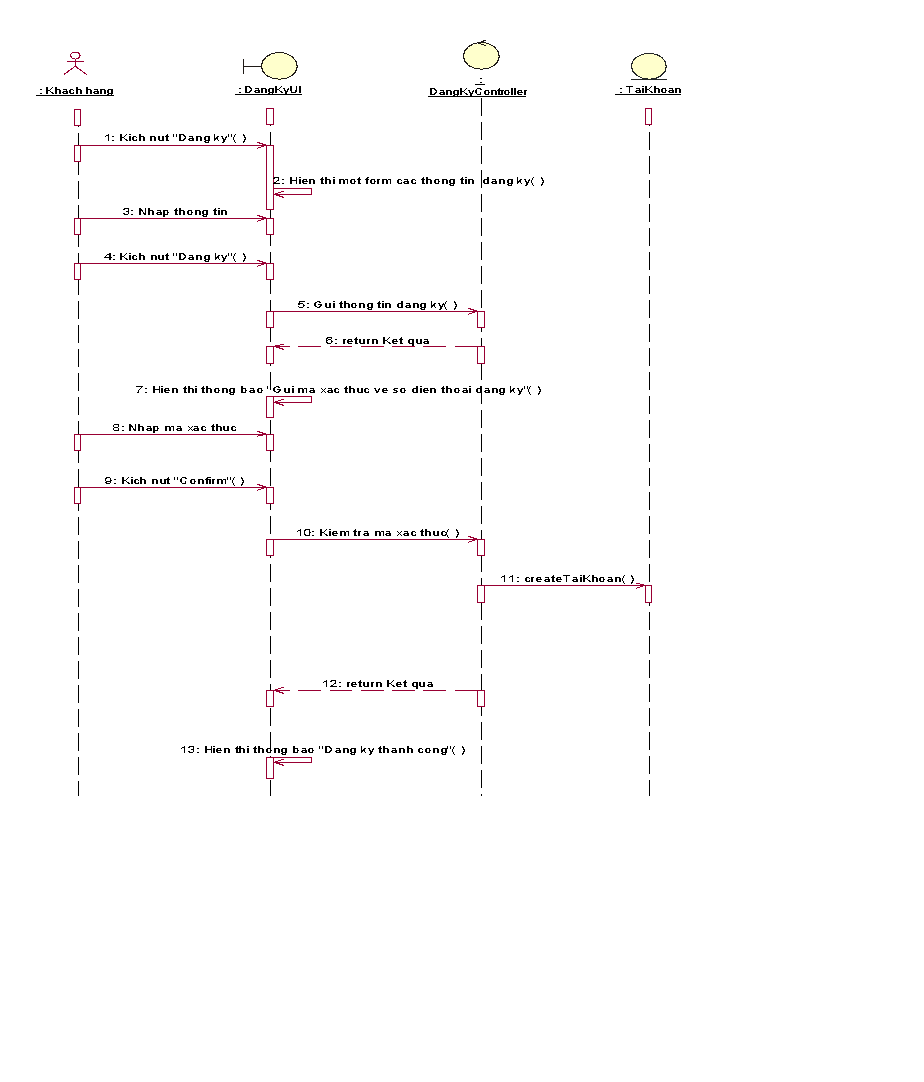 : Khach hang
: DangKyUI
:
DangKyController
: TaiKhoan
1: Kich nut "Dang ky"( )
2: Hien thi mot form cac thong tin dang ky( )
3: Nhap thong tin
4: Kich nut "Dang ky"( )
5: Gui thong tin dang ky( )
6: return Ket qua
7: Hien thi thong bao "Gui ma xac thuc ve so dien thoai dang ky"( )
8: Nhap ma xac thuc
9: Kich nut "Confirm"( )
10: Kiem tra ma xac thuc( )
11: createTaiKhoan( )
12: return Ket qua
13: Hien thi thong bao "Dang ky thanh cong"( )